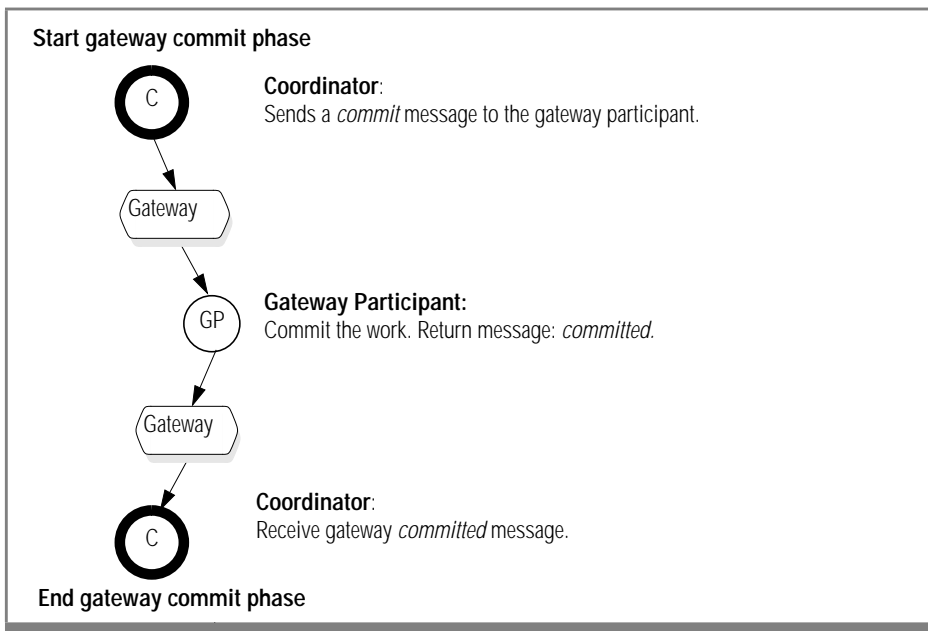 Start gateway commit phase
C
Coordinator:
Sends a commit message to the gateway participant.
Gateway
GP
Gateway Participant:
Commit the work. Return message: committed.
Gateway
C
Coordinator:
Receive gateway committed message.
End gateway commit phase